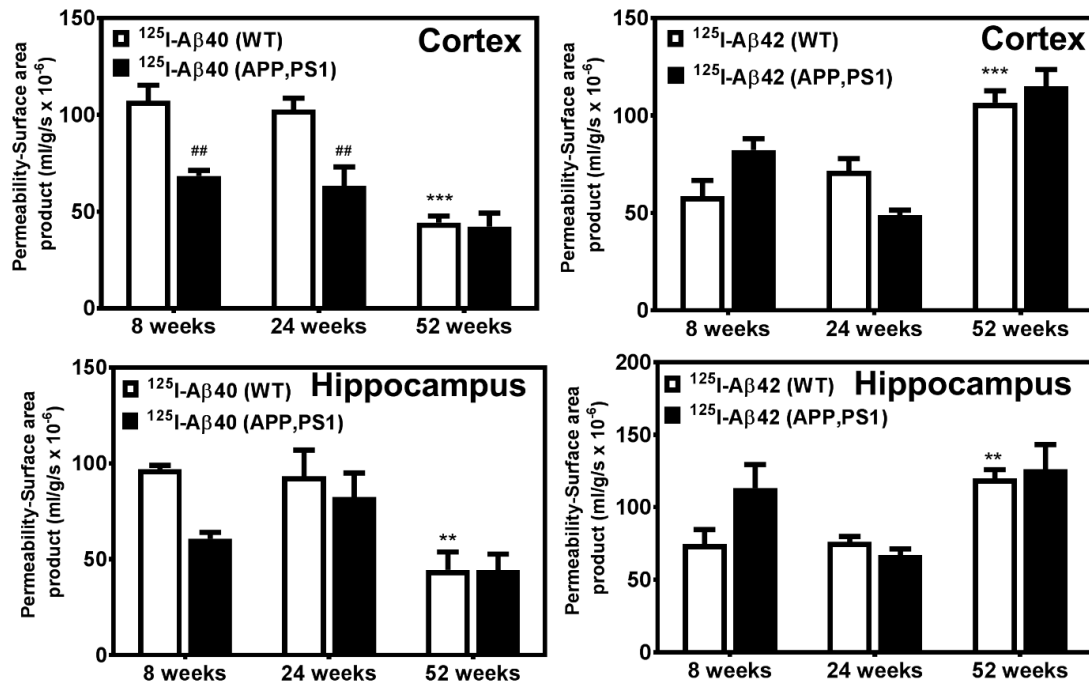 Permeability-Surface area
product (ml/g/s x 10⁻⁶)
150
100
50
0
¹²⁵I-Aβ40 (WT)
¹²⁵I-Aβ40 (APP,PS1)
Cortex
##
##
***
8 weeks
24 weeks
52 weeks
Permeability-Surface area
product (ml/g/s x 10⁻⁶)
150
100
50
0
¹²⁵I-Aβ42 (WT)
¹²⁵I-Aβ42 (APP,PS1)
Cortex
***
8 weeks
24 weeks
52 weeks
Permeability-Surface area
product (ml/g/s x 10⁻⁶)
150
100
50
0
¹²⁵I-Aβ40 (WT)
¹²⁵I-Aβ40 (APP,PS1)
Hippocampus
**
8 weeks
24 weeks
52 weeks
Permeability-Surface area
product (ml/g/s x 10⁻⁶)
200
150
100
50
0
¹²⁵I-Aβ42 (WT)
¹²⁵I-Aβ42 (APP,PS1)
Hippocampus
**
8 weeks
24 weeks
52 weeks